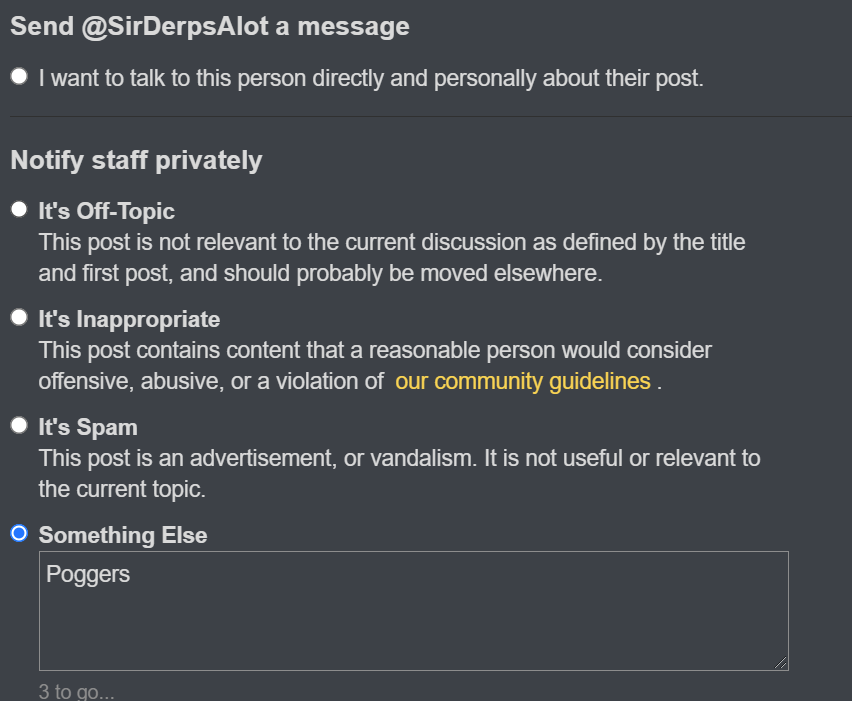 Send @SirDerpsAlot a message
I want to talk to this person directly and personally about their post.
Notify staff privately
It's Off-Topic
This post is not relevant to the current discussion as defined by the title
and first post, and should probably be moved elsewhere.
It's Inappropriate
This post contains content that a reasonable person would consider
offensive, abusive, or a violation of our community guidelines .
It's Spam
This post is an advertisement, or vandalism. It is not useful or relevant to
the current topic.
Something Else
Poggers
3 to go...